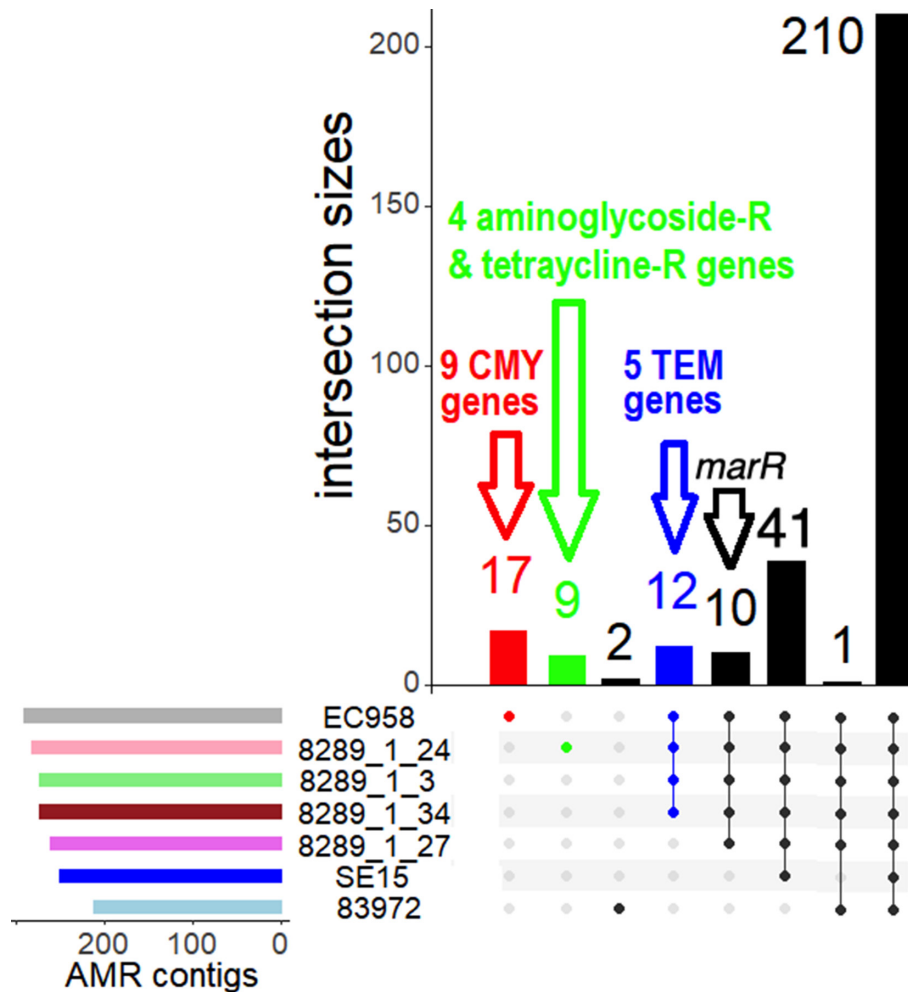 200
210
150
100
50
0
intersection sizes
4 aminoglycoside-R
& tetraycline-R genes
9 CMY
genes
5 TEM
genes
marR
17
9
2
12
10
41
1
EC958
8289_1_24
8289_1_3
8289_1_34
8289_1_27
SE15
83972
200 100 0
AMR contigs